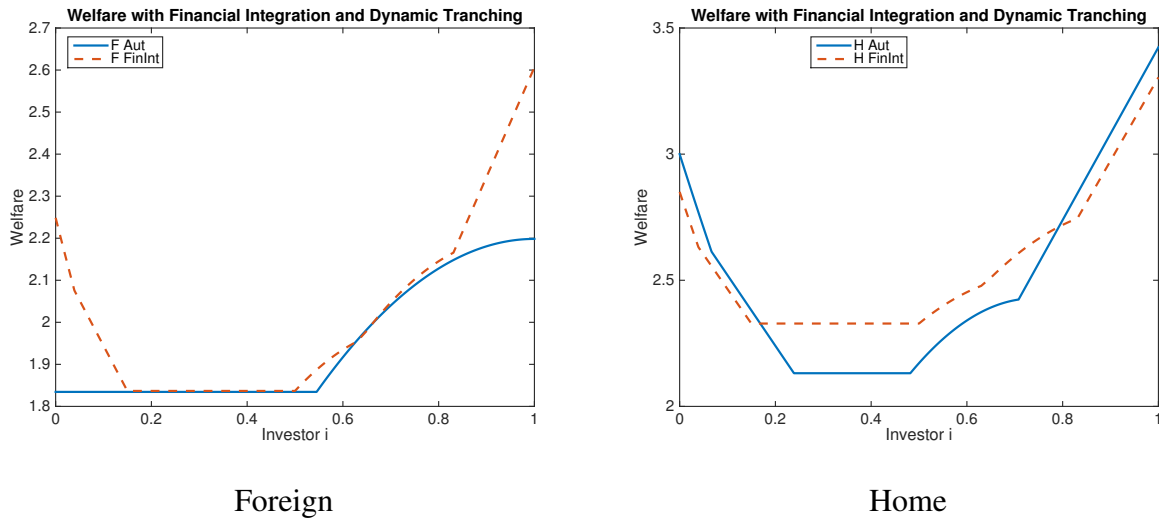 Welfare with Financial Integration and Dynamic Tranching
F Aut
F FinInt
Welfare
2.7
2.6
2.5
2.4
2.3
2.2
2.1
2
1.9
1.8
0
0.2
0.4
0.6
0.8
1
Investor i
Foreign
Welfare with Financial Integration and Dynamic Tranching
H Aut
H FinInt
Welfare
3.5
3
2.5
2
0
0.2
0.4
0.6
0.8
1
Investor i
Home